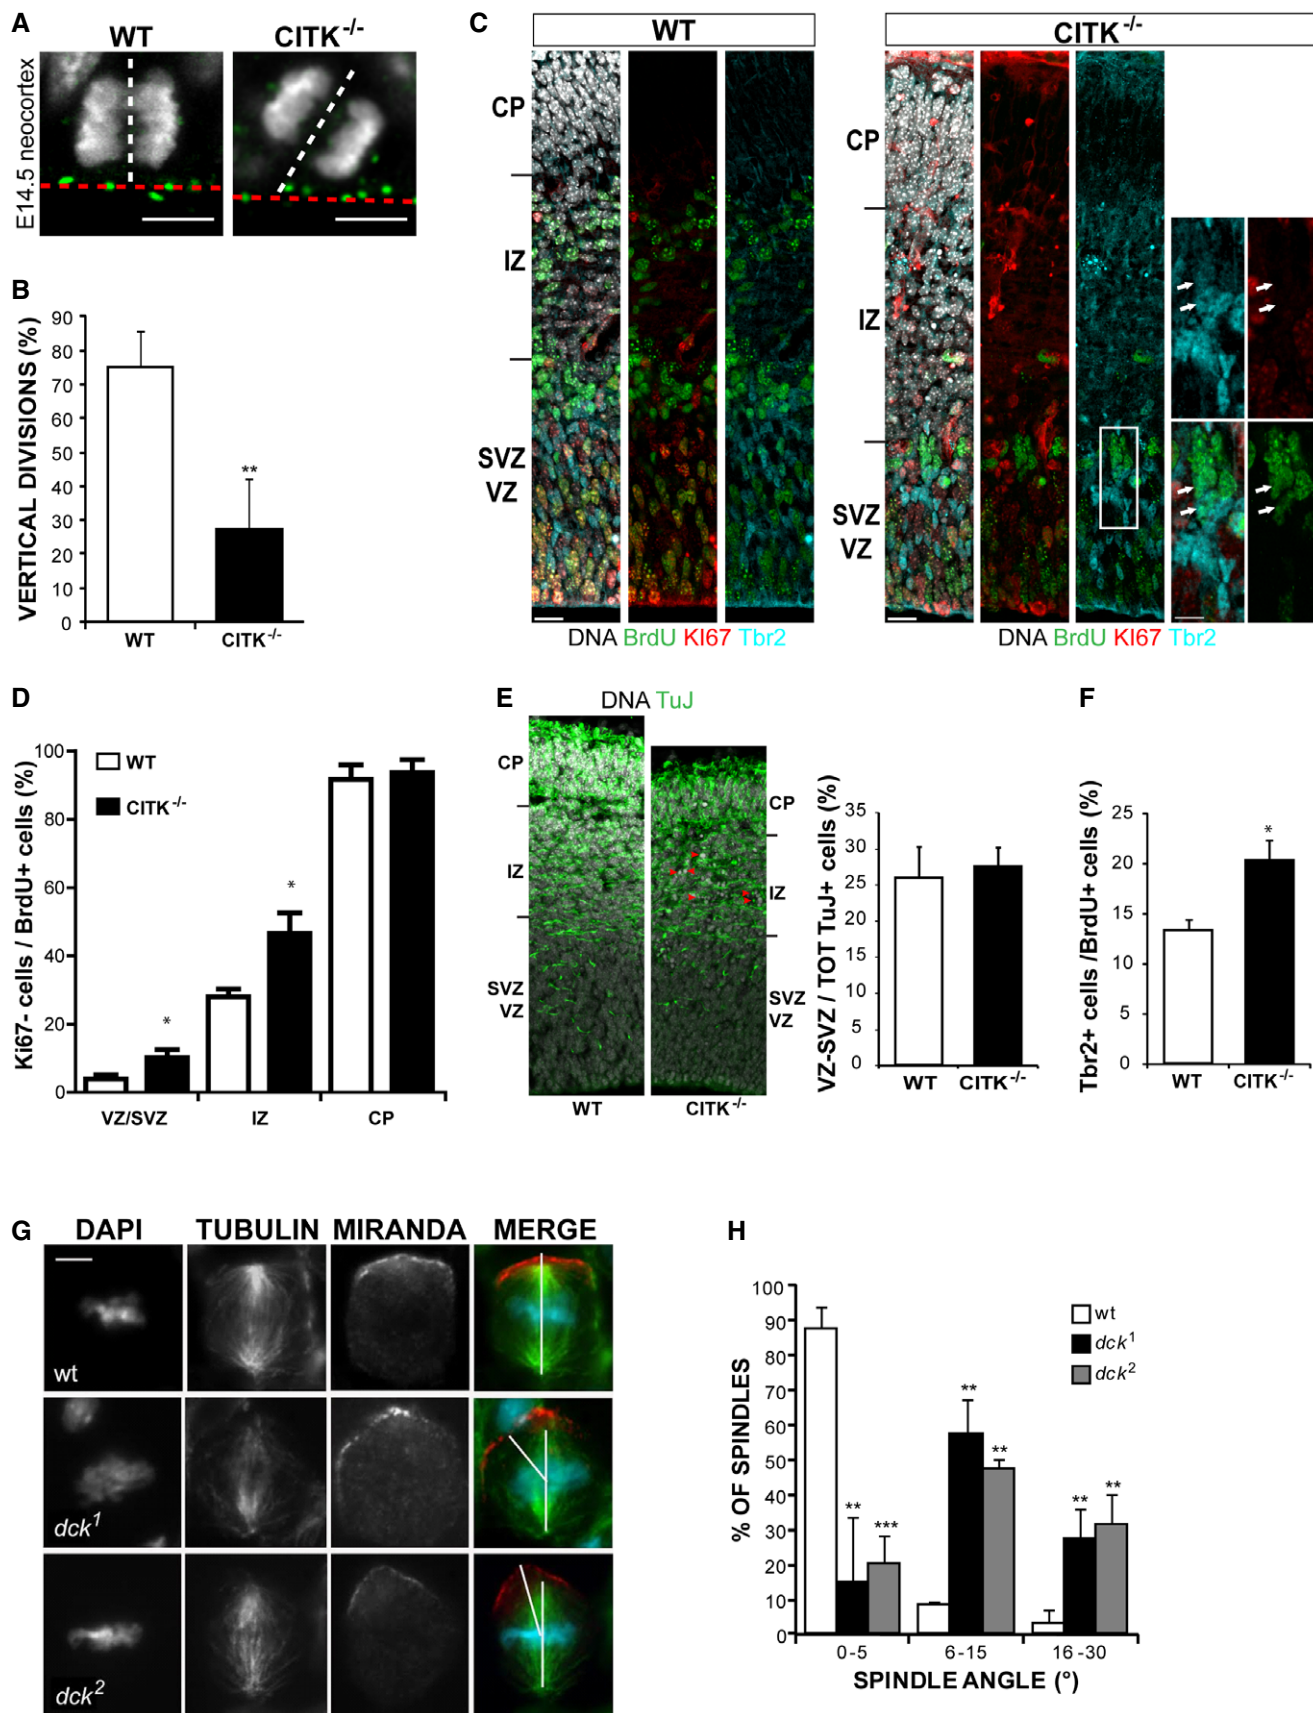 A
WT
CITK-/-
E14.5 neocortex
B
VERTICAL DIVISIONS (%)
90
80
70
60
50
40
30
20
10
0
**
WT
CITK-/-
C
WT
CP
IZ
SVZ
VZ
DNA BrdU KI67 Tbr2
CITK-/-
CP
IZ
SVZ
VZ
DNA BrdU KI67 Tbr2
D
Ki67- cells / BrdU+ cells (%)
100
80
60
40
20
0
WT
CITK-/-
*
*
VZ/SVZ
IZ
CP
E
DNA TuJ
CP
IZ
SVZ
VZ
WT
CP
IZ
SVZ
VZ
CITK-/-
VZ-SVZ / TOT TuJ+ cells (%)
35
30
25
20
15
10
5
0
WT
CITK-/-
F
Tbr2+ cells /BrdU+ cells (%)
25
20
15
10
5
0
*
WT
CITK-/-
G
DAPI TUBULIN MIRANDA MERGE
wt
dck1
dck2
H
% OF SPINDLES
100
90
80
70
60
50
40
30
20
10
0
wt
dck1
dck2
**
***
**
**
**
**
0-5
6-15
16-30
SPINDLE ANGLE (°)